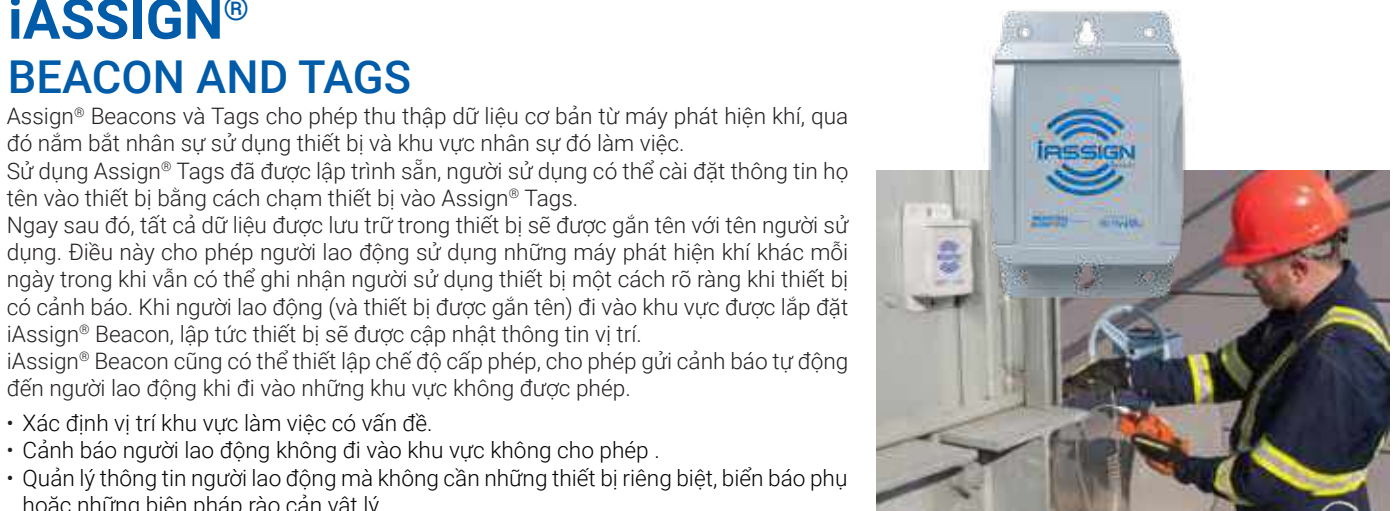 iASSIGN®
BEACON AND TAGS
Assign® Beacons và Tags cho phép thu thập dữ liệu cơ bản từ máy phát hiện khí, qua
đó nắm bắt nhân sự sử dụng thiết bị và khu vực nhân sự đó làm việc.
Sử dụng Assign® Tags đã được lập trình sẵn, người sử dụng có thể cài đặt thông tin họ
tên vào thiết bị bằng cách chạm thiết bị vào Assign® Tags.
Ngay sau đó, tất cả dữ liệu được lưu trữ trong thiết bị sẽ được gắn tên với tên người sử
dụng. Điều này cho phép người lao động sử dụng những máy phát hiện khí khác mỗi
ngày trong khi vẫn có thể ghi nhận người sử dụng thiết bị một cách rõ ràng khi thiết bị
có cảnh báo. Khi người lao động (và thiết bị được gắn tên) đi vào khu vực được lắp đặt
iAssign® Beacon, lập tức thiết bị sẽ được cập nhật thông tin vị trí.
iAssign® Beacon cũng có thể thiết lập chế độ cấp phép, cho phép gửi cảnh báo tự động
đến người lao động khi đi vào những khu vực không được phép.
• Xác định vị trí khu vực làm việc có vấn đề.
• Cảnh báo người lao động không đi vào khu vực không cho phép .
• Quản lý thông tin người lao động mà không cần những thiết bị riêng biệt, biển báo phụ
hoặc những biện pháp rào cản vật lý
iASSIGN